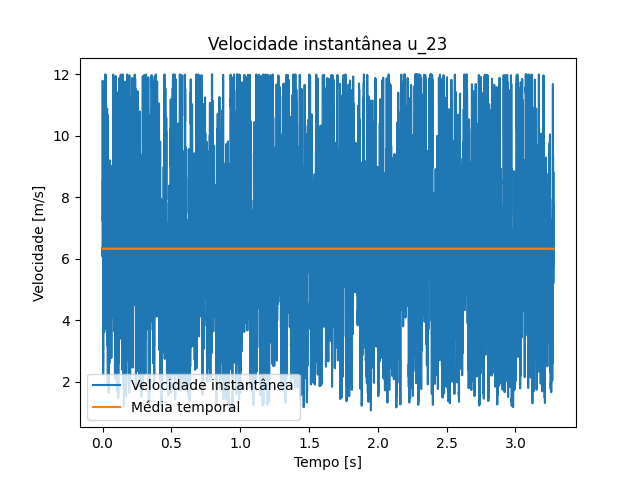 Velocidade instantânea u_23
Velocidade [m/s]
12
10
8
6
4
2
Velocidade instantânea
Média temporal
0.0 0.5 1.0 1.5 2.0 2.5 3.0
Tempo [s]